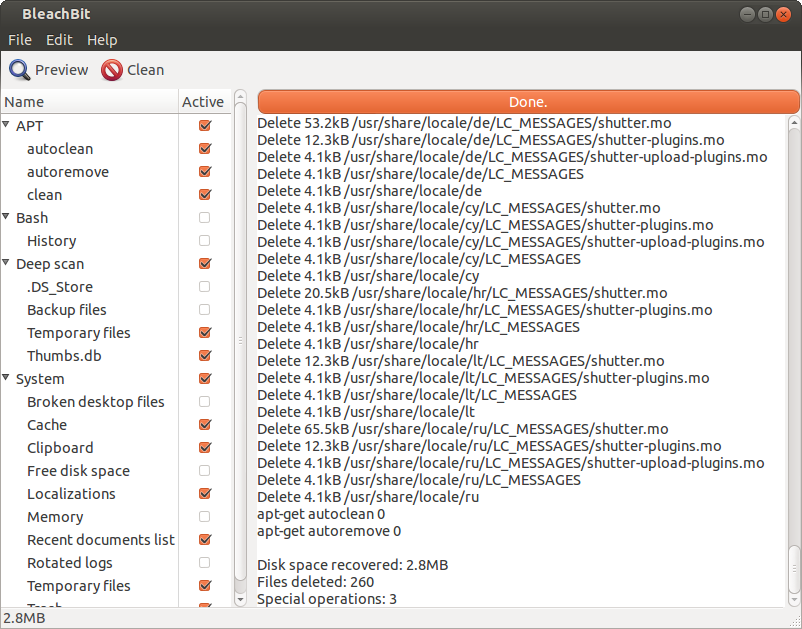 BleachBit
File Edit Help
Preview Clean
Name Active
APT
autoclean
autoremove
clean
Bash
History
Deep scan
.DS_Store
Backup files
Temporary files
Thumbs.db
System
Broken desktop files
Cache
Clipboard
Free disk space
Localizations
Memory
Recent documents list
Rotated logs
Temporary files
Done.
Delete 53.2kB /usr/share/locale/de/LC_MESSAGES/shutter.mo
Delete 12.3kB /usr/share/locale/de/LC_MESSAGES/shutter-plugins.mo
Delete 4.1kB /usr/share/locale/de/LC_MESSAGES/shutter-upload-plugins.mo
Delete 4.1kB /usr/share/locale/de/LC_MESSAGES
Delete 4.1kB /usr/share/locale/de
Delete 4.1kB /usr/share/locale/cy/LC_MESSAGES/shutter.mo
Delete 4.1kB /usr/share/locale/cy/LC_MESSAGES/shutter-plugins.mo
Delete 4.1kB /usr/share/locale/cy/LC_MESSAGES/shutter-upload-plugins.mo
Delete 4.1kB /usr/share/locale/cy/LC_MESSAGES
Delete 4.1kB /usr/share/locale/cy
Delete 20.5kB /usr/share/locale/hr/LC_MESSAGES/shutter.mo
Delete 4.1kB /usr/share/locale/hr/LC_MESSAGES/shutter-plugins.mo
Delete 4.1kB /usr/share/locale/hr/LC_MESSAGES
Delete 4.1kB /usr/share/locale/hr
Delete 12.3kB /usr/share/locale/lt/LC_MESSAGES/shutter.mo
Delete 4.1kB /usr/share/locale/lt/LC_MESSAGES/shutter-plugins.mo
Delete 4.1kB /usr/share/locale/lt/LC_MESSAGES
Delete 4.1kB /usr/share/locale/lt
Delete 65.5kB /usr/share/locale/ru/LC_MESSAGES/shutter.mo
Delete 12.3kB /usr/share/locale/ru/LC_MESSAGES/shutter-plugins.mo
Delete 4.1kB /usr/share/locale/ru/LC_MESSAGES/shutter-upload-plugins.mo
Delete 4.1kB /usr/share/locale/ru/LC_MESSAGES
Delete 4.1kB /usr/share/locale/ru
apt-get autoclean 0
apt-get autoremove 0
Disk space recovered: 2.8MB
Files deleted: 260
Special operations: 3
2.8MB